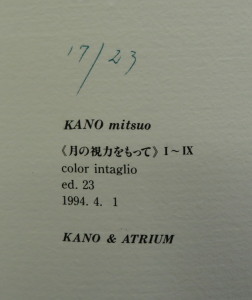 17/23
KANO mitsuo
《月の視力をもって》 I～IX
color intaglio
ed. 23
1994. 4. 1
KANO & ATRIUM